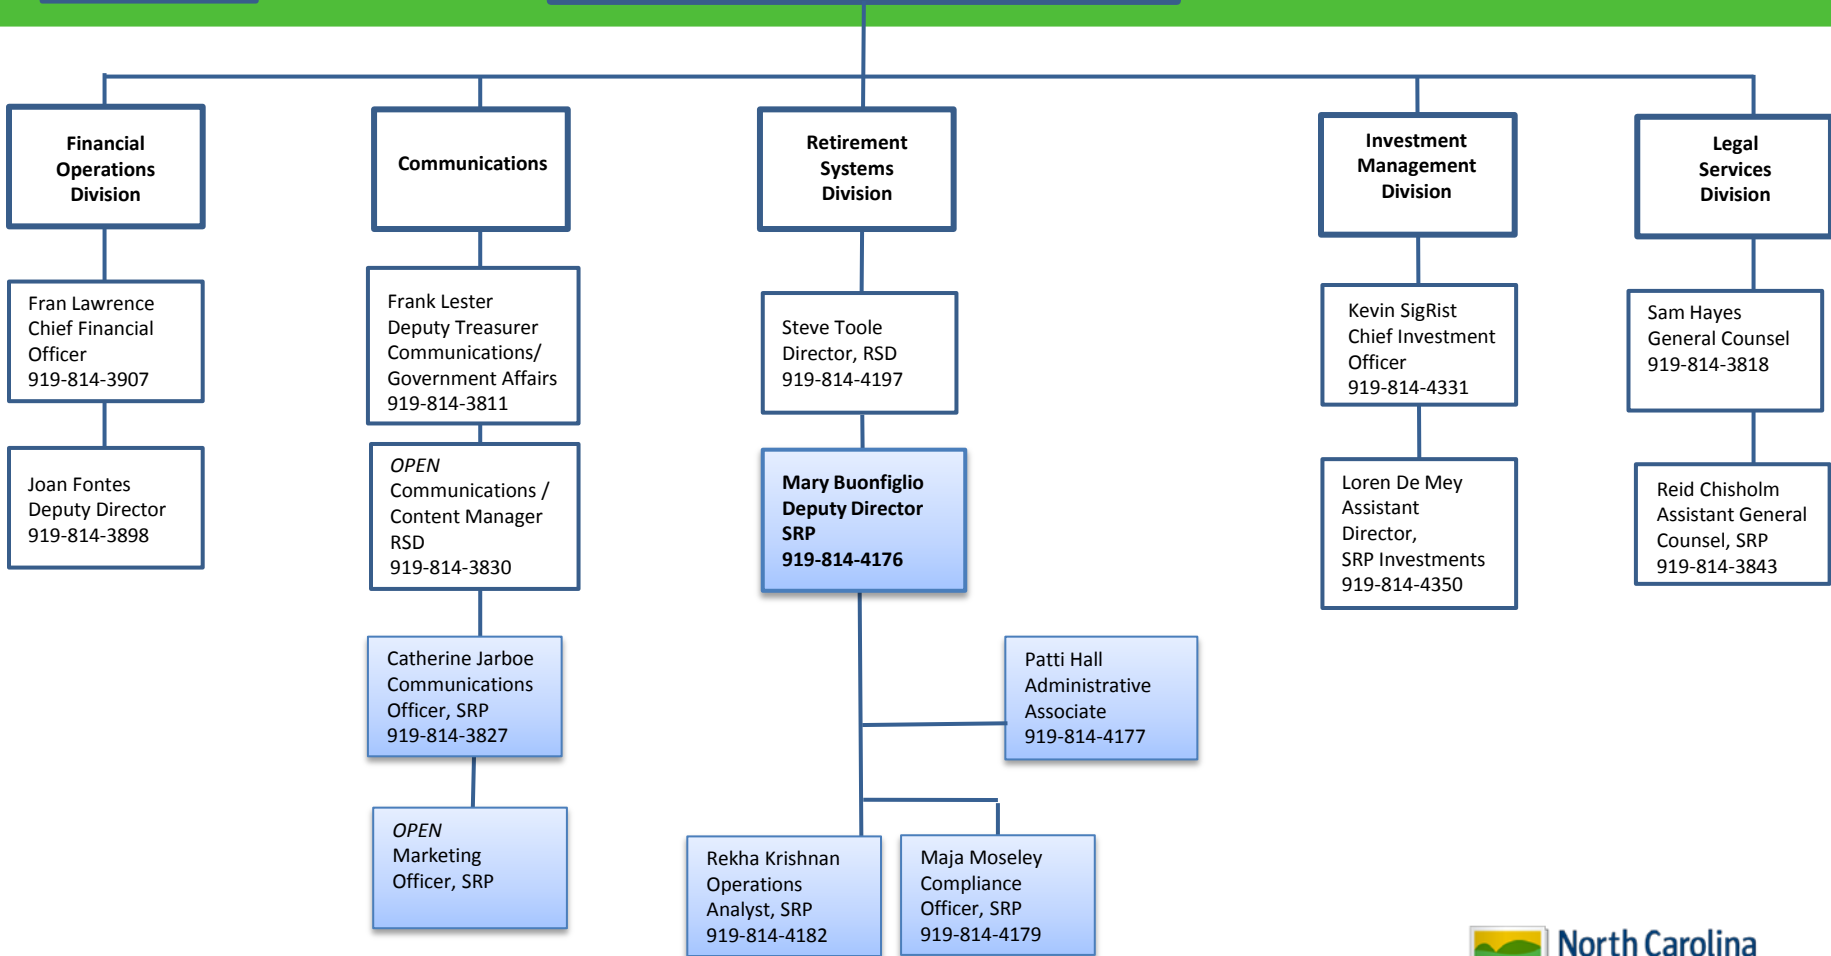 Financial
Operations
Division
Communications
Retirement
Systems
Division
Investment
Management
Division
Legal
Services
Division
Fran Lawrence
Chief Financial
Officer
919-814-3907
Frank Lester
Deputy Treasurer
Communications/
Government Affairs
919-814-3811
Steve Toole
Director, RSD
919-814-4197
Kevin SigRist
Chief Investment
Officer
919-814-4331
Sam Hayes
General Counsel
919-814-3818
Joan Fontes
Deputy Director
919-814-3898
OPEN
Communications /
Content Manager
RSD
919-814-3830
Mary Buonfiglio
Deputy Director
SRP
919-814-4176
Loren De Mey
Assistant
Director,
SRP Investments
919-814-4350
Reid Chisholm
Assistant General
Counsel, SRP
919-814-3843
Catherine Jarboe
Communications
Officer, SRP
919-814-3827
Patti Hall
Administrative
Associate
919-814-4177
OPEN
Marketing
Officer, SRP
Rekha Krishnan
Operations
Analyst, SRP
919-814-4182
Maja Moseley
Compliance
Officer, SRP
919-814-4179
North Carolina